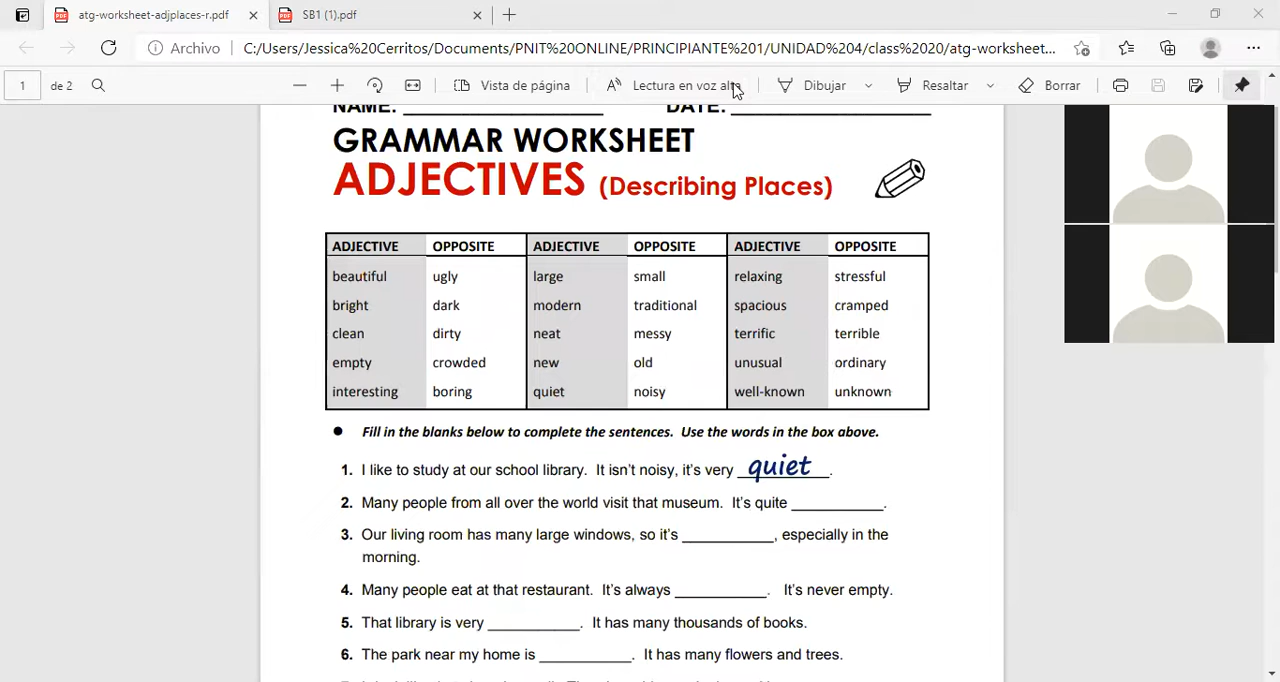 atg-worksheet-adjplaces-r.pdf
SB1 (1).pdf
Archivo
C:/Users/Jessica%20Cerritos/Documents/PNIT%20ONLINE/PRINCIPIANTE%201/UNIDAD%204/class%2020/atg-worksheet...
1 de 2
Vista de página
Lectura en voz alta
Dibujar
Resaltar
Borrar
NAME: DATE:
GRAMMAR WORKSHEET
ADJECTIVES (Describing Places)
ADJECTIVE OPPOSITE ADJECTIVE OPPOSITE ADJECTIVE OPPOSITE
beautiful ugly large small relaxing stressful
bright dark modern traditional spacious cramped
clean dirty neat messy terrific terrible
empty crowded new old unusual ordinary
interesting boring quiet noisy well-known unknown
● Fill in the blanks below to complete the sentences. Use the words in the box above.
1. I like to study at our school library. It isn't noisy, it's very quiet.
2. Many people from all over the world visit that museum. It's quite ___________.
3. Our living room has many large windows, so it's ___________, especially in the
morning.
4. Many people eat at that restaurant. It's always ___________. It's never empty.
5. That library is very ___________. It has many thousands of books.
6. The park near my home is ___________. It has many flowers and trees.